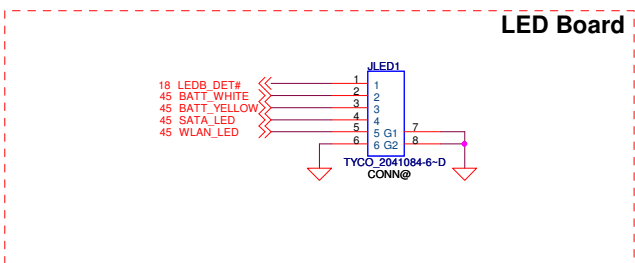 LED Board
JLED1
18 LEDB_DET# 1 1
45 BATT_WHITE 2 2
45 BATT_YELLOW 3 3
45 SATA_LED 4 4
45 WLAN_LED 5 5 G1 7
6 6 G2 8
TYCO_2041084-6~D
CONN@